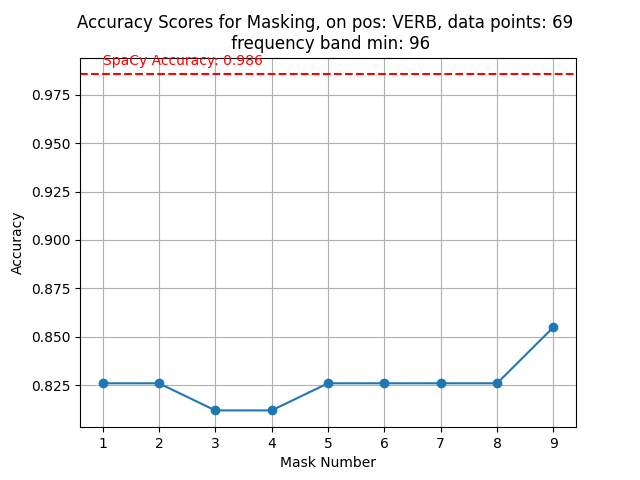 Accuracy Scores for Masking, on pos: VERB, data points: 69
frequency band min: 96
SpaCy Accuracy: 0.986
0.975
0.950
0.925
0.900
0.875
0.850
0.825
Accuracy
1 2 3 4 5 6 7 8 9
Mask Number